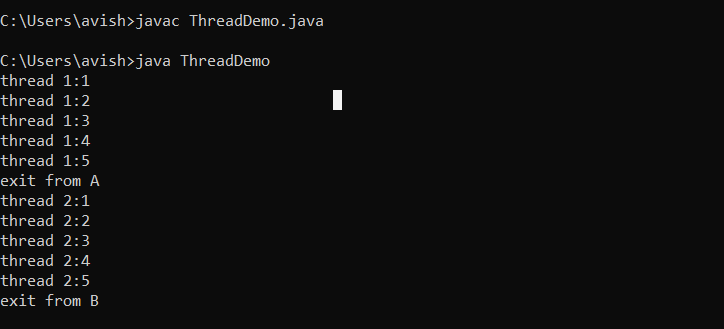 C:\Users\avish>javac ThreadDemo.java
C:\Users\avish>java ThreadDemo
thread 1:1
thread 1:2
thread 1:3
thread 1:4
thread 1:5
exit from A
thread 2:1
thread 2:2
thread 2:3
thread 2:4
thread 2:5
exit from B